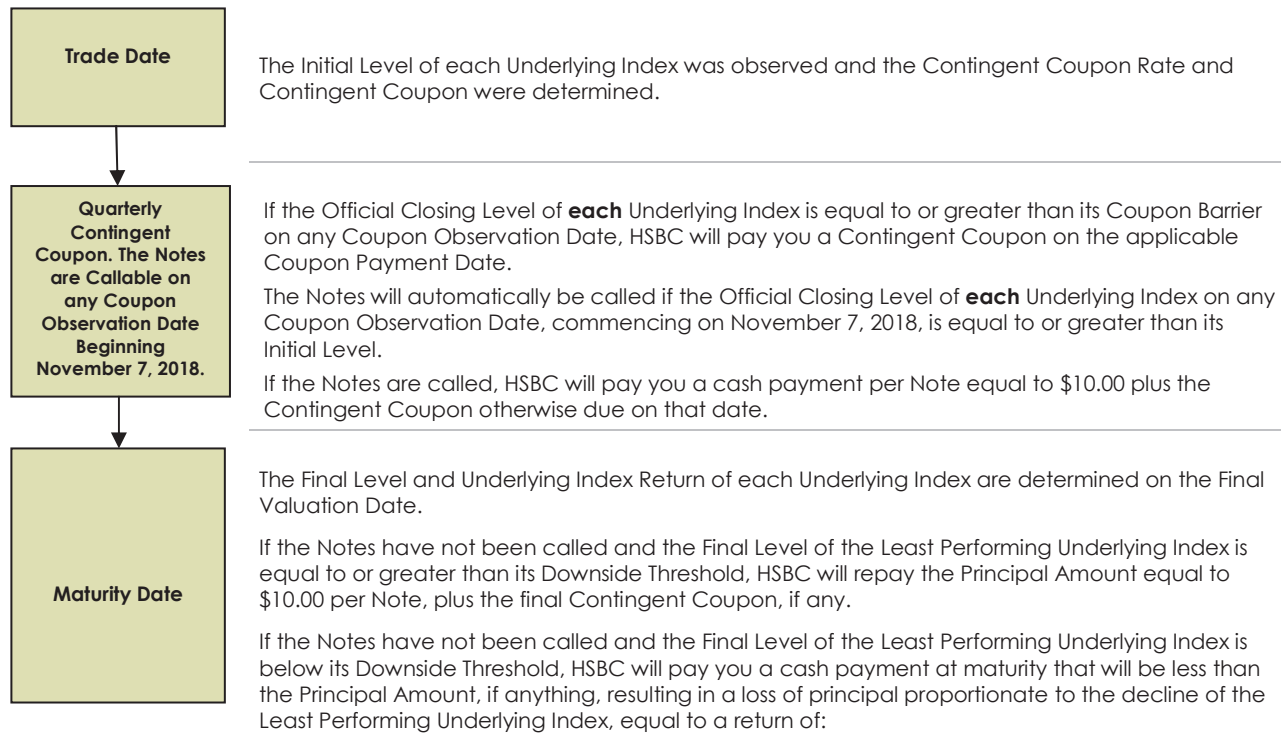 Trade Date
The Initial Level of each Underlying Index was observed and the Contingent Coupon Rate and
Contingent Coupon were determined.
Quarterly
Contingent
Coupon. The Notes
are Callable on
any Coupon
Observation Date
Beginning
November 7, 2018.
If the Official Closing Level of each Underlying Index is equal to or greater than its Coupon Barrier
on any Coupon Observation Date, HSBC will pay you a Contingent Coupon on the applicable
Coupon Payment Date.
The Notes will automatically be called if the Official Closing Level of each Underlying Index on any
Coupon Observation Date, commencing on November 7, 2018, is equal to or greater than its
Initial Level.
If the Notes are called, HSBC will pay you a cash payment per Note equal to $10.00 plus the
Contingent Coupon otherwise due on that date.
Maturity Date
The Final Level and Underlying Index Return of each Underlying Index are determined on the Final
Valuation Date.
If the Notes have not been called and the Final Level of the Least Performing Underlying Index is
equal to or greater than its Downside Threshold, HSBC will repay the Principal Amount equal to
$10.00 per Note, plus the final Contingent Coupon, if any.
If the Notes have not been called and the Final Level of the Least Performing Underlying Index is
below its Downside Threshold, HSBC will pay you a cash payment at maturity that will be less than
the Principal Amount, if anything, resulting in a loss of principal proportionate to the decline of the
Least Performing Underlying Index, equal to a return of: